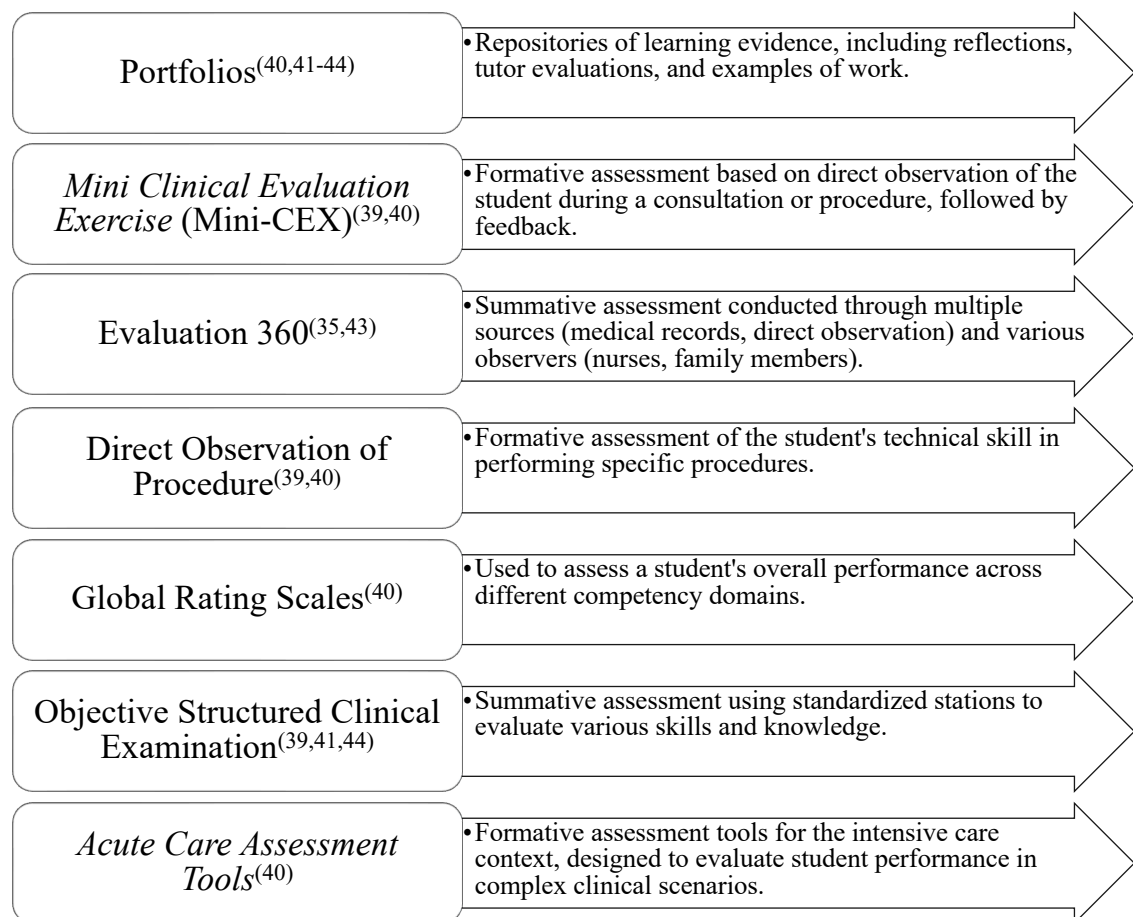 Portfolios(40,41-44)
•Repositories of learning evidence, including reflections,
tutor evaluations, and examples of work.
Mini Clinical Evaluation
Exercise (Mini-CEX)(39,40)
•Formative assessment based on direct observation of the
student during a consultation or procedure, followed by
feedback.
Evaluation 360(35,43)
•Summative assessment conducted through multiple
sources (medical records, direct observation) and various
observers (nurses, family members).
Direct Observation of
Procedure(39,40)
•Formative assessment of the student's technical skill in
performing specific procedures.
Global Rating Scales(40)
•Used to assess a student's overall performance across
different competency domains.
Objective Structured Clinical
Examination(39,41,44)
•Summative assessment using standardized stations to
evaluate various skills and knowledge.
Acute Care Assessment
Tools(40)
•Formative assessment tools for the intensive care
context, designed to evaluate student performance in
complex clinical scenarios.